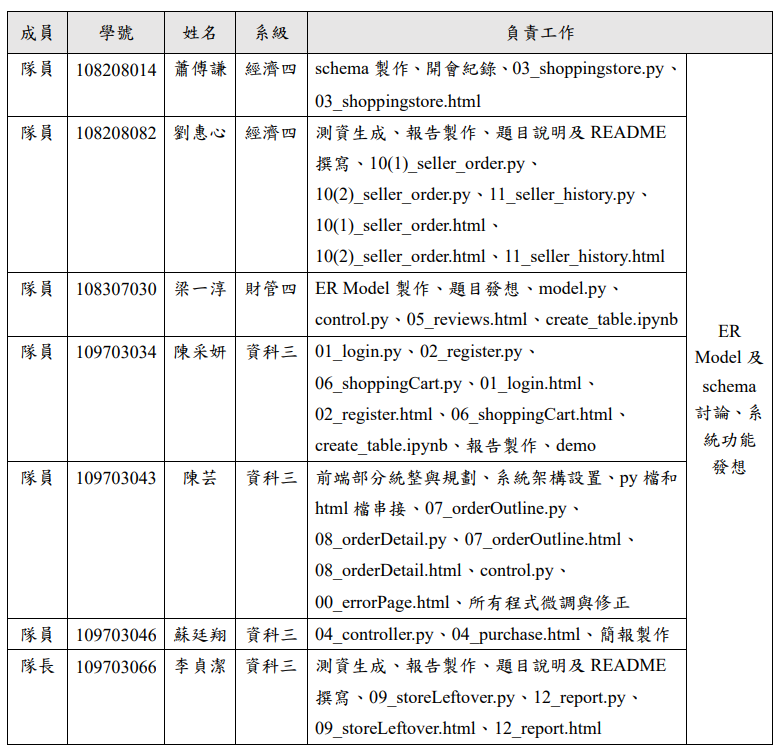 成員 學號 姓名 系級 負責工作
隊員 108208014 蕭傅謙 經濟四 schema 製作、開會紀錄、03_shoppingstore.py、
03_shoppingstore.html
隊員 108208082 劉惠心 經濟四 測資生成、報告製作、題目說明及 README
撰寫、10(1)_seller_order.py、
10(2)_seller_order.py、11_seller_history.py、
10(1)_seller_order.html、
10(2)_seller_order.html、11_seller_history.html
隊員 108307030 梁一淳 財管四 ER Model 製作、題目發想、model.py、
control.py、05_reviews.html、create_table.ipynb
隊員 109703034 陳采妍 資科三 01_login.py、02_register.py、
06_shoppingCart.py、01_login.html、
02_register.html、06_shoppingCart.html、
create_table.ipynb、報告製作、demo
隊員 109703043 陳芸 資科三 前端部分統整與規劃、系統架構設置、py 檔和
html 檔串接、07_orderOutline.py、
08_orderDetail.py、07_orderOutline.html、
08_orderDetail.html、control.py、
00_errorPage.html、所有程式微調與修正
隊員 109703046 蘇廷翔 資科三 04_controller.py、04_purchase.html、簡報製作
隊長 109703066 李貞潔 資科三 測資生成、報告製作、題目說明及 README
撰寫、09_storeLeftover.py、12_report.py、
09_storeLeftover.html、12_report.html
ER
Model 及
schema
討論、系
統功能
發想